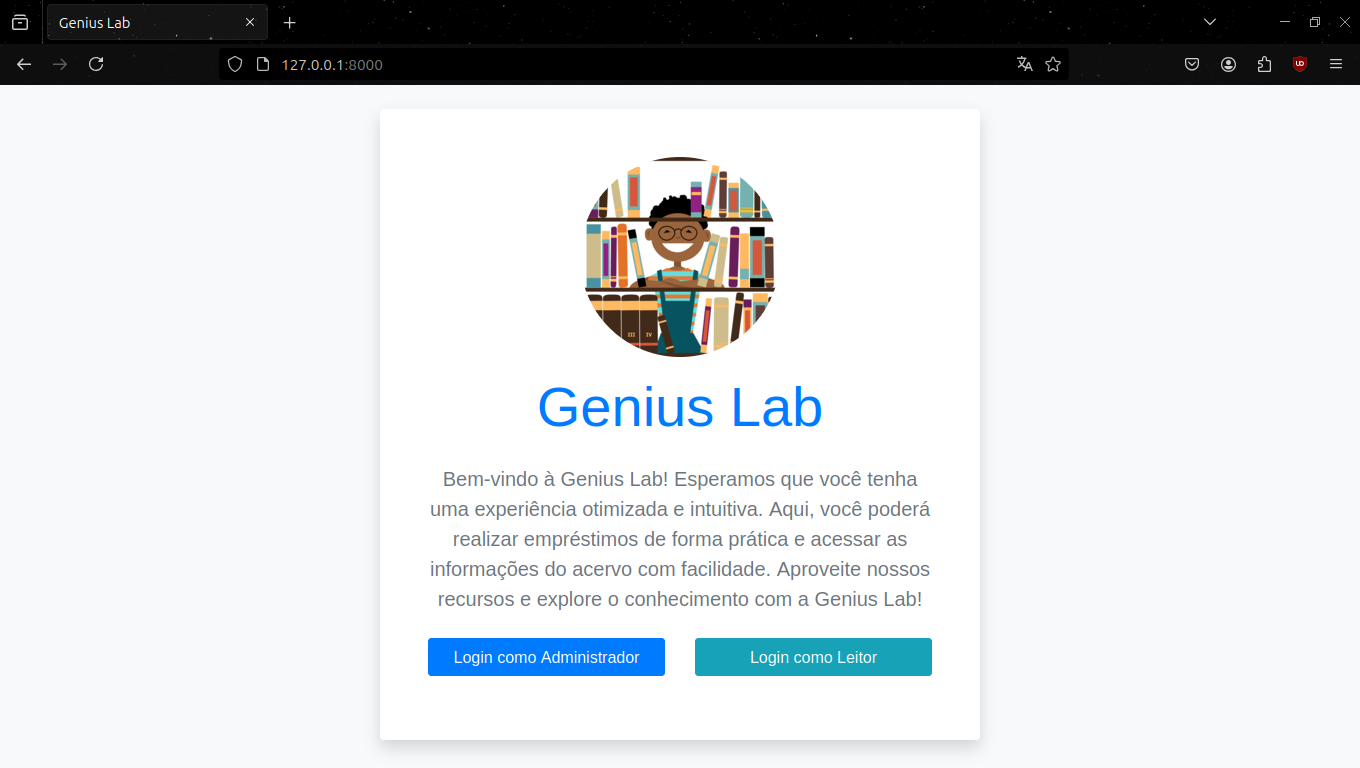 Genius Lab
127.0.0.1:8000
III IV
Genius Lab
Bem-vindo à Genius Lab! Esperamos que você tenha
uma experiência otimizada e intuitiva. Aqui, você poderá
realizar empréstimos de forma prática e acessar as
informações do acervo com facilidade. Aproveite nossos
recursos e explore o conhecimento com a Genius Lab!
Login como Administrador
Login como Leitor